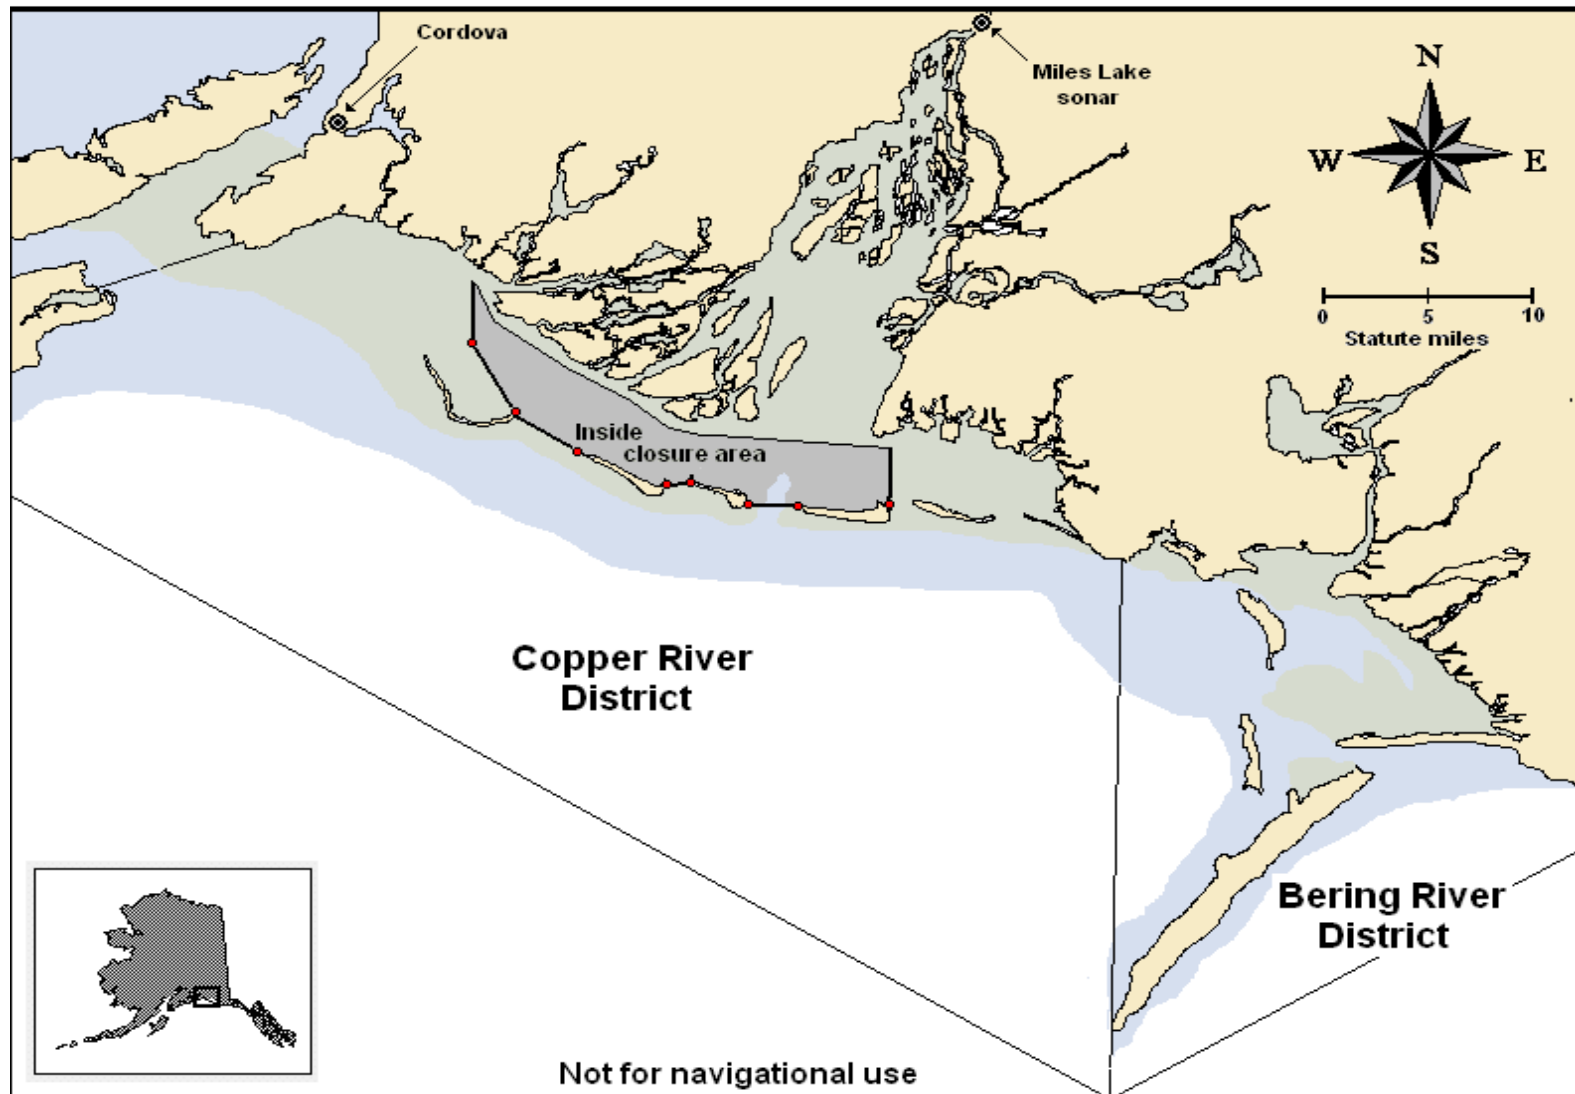 Cordova
Miles Lake
sonar
N
W
E
S
0 5 10
Statute miles
Inside
closure area
Copper River
District
Bering River
District
Not for navigational use